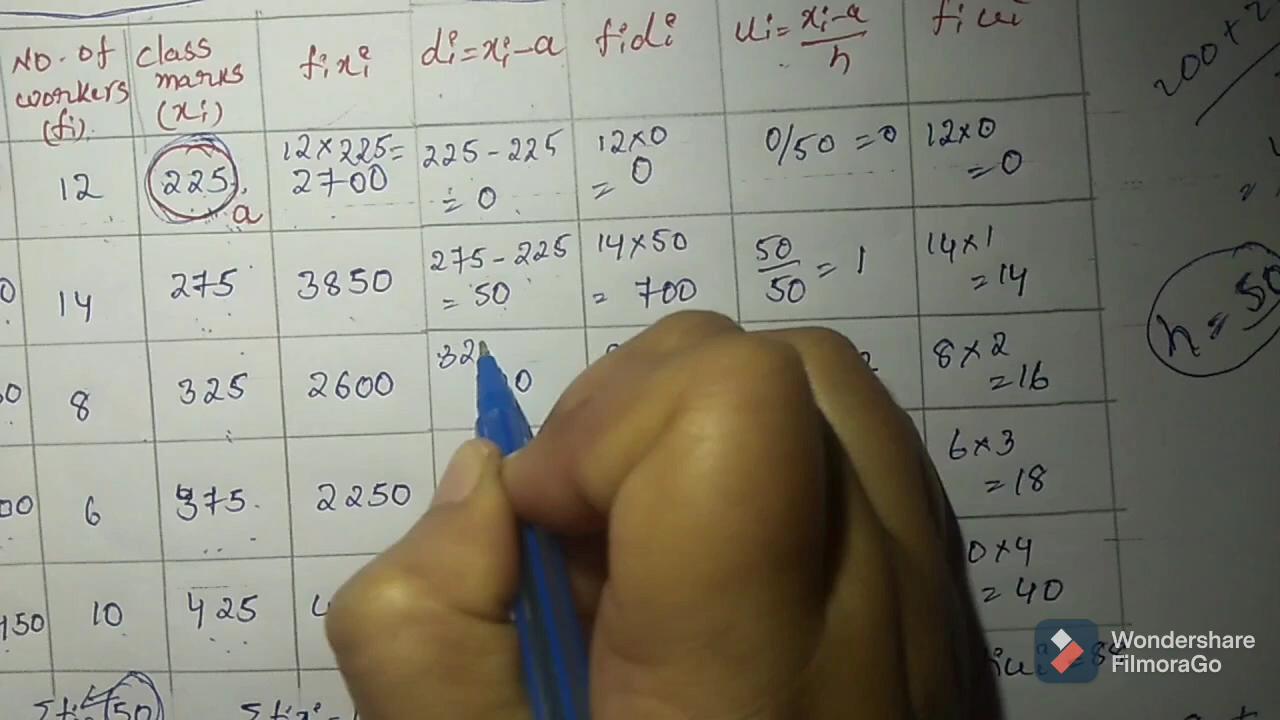 No. of workers (fi)
class marks (xi)
fixi
di = xi - a
fidi
ui = xi - a / h
fiui
12
225
a
12 × 225 = 2700
225 - 225 = 0
12 × 0 = 0
0/50 = 0
12 × 0 = 0
14
275
3850
275 - 225 = 50
14 × 50 = 700
50/50 = 1
14 × 1 = 14
8
325
2600
8 × 2 = 16
6
375
2250
6 × 3 = 18
10
425
= 40
200 ×
h = 50
Wondershare
FilmoraGo